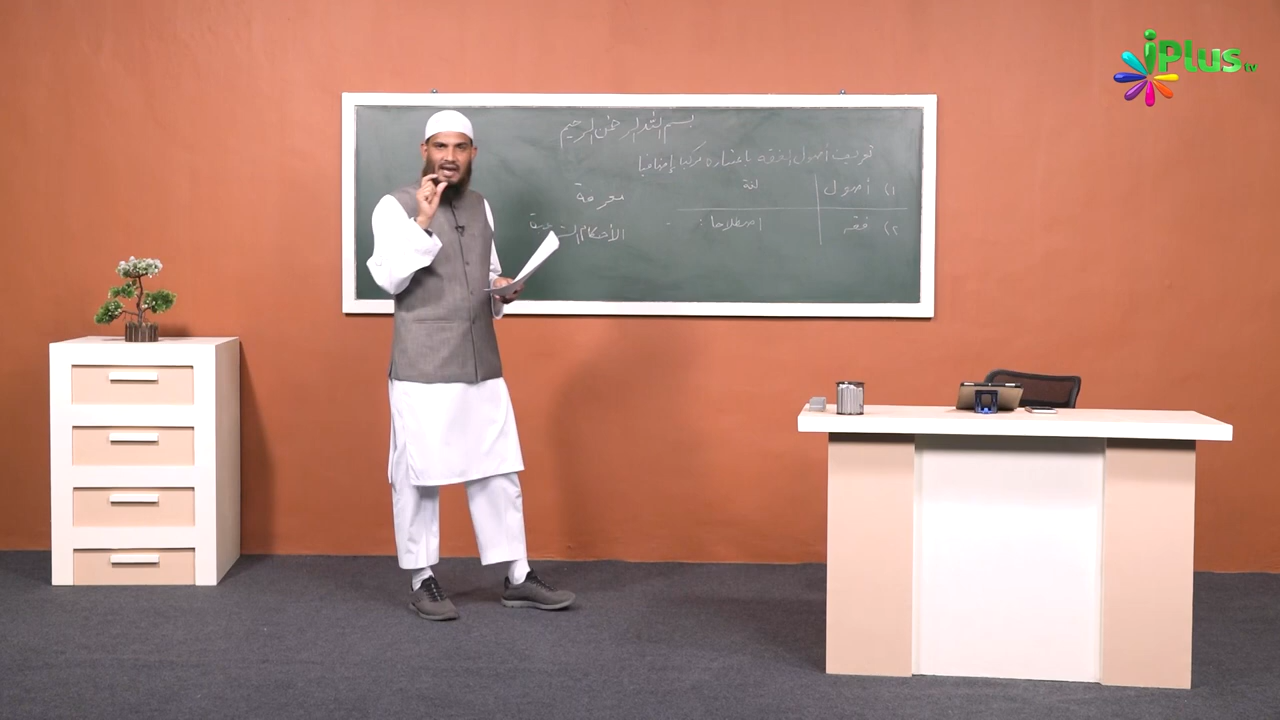 iPlus tv
بسم الله الرحمن الرحيم
تعريف أصول الفقه باعتباره مركبا إضافيا
١) أصول لغة معرفة
٢) فقه اصطلاحا: الأحكام الشرعية